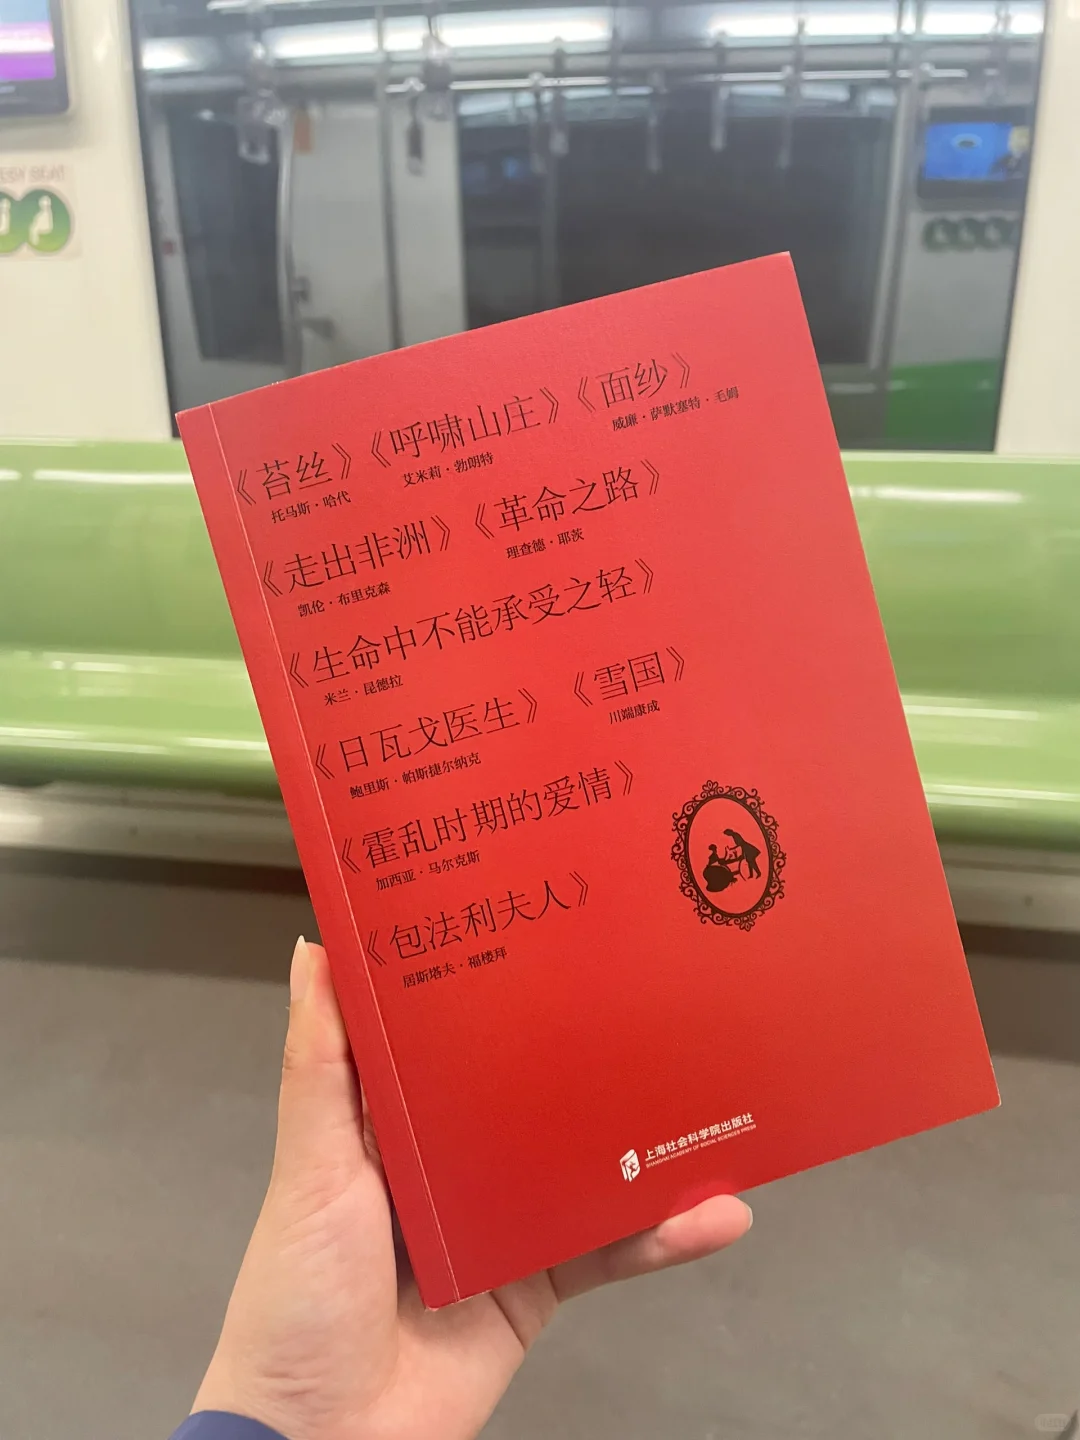 《苔丝》《呼啸山庄》《面纱》
托马斯·哈代 艾米莉·勃朗特 威廉·萨默塞特·毛姆
《走出非洲》《革命之路》
凯伦·布里克森 理查德·耶茨
《生命中不能承受之轻》
米兰·昆德拉
《日瓦戈医生》《雪国》
鲍里斯·帕斯捷尔纳克 川端康成
《霍乱时期的爱情》
加西亚·马尔克斯
《包法利夫人》
居斯塔夫·福楼拜
上海社会科学院出版社
SHANGHAI ACADEMY OF SOCIAL SCIENCES PRESS